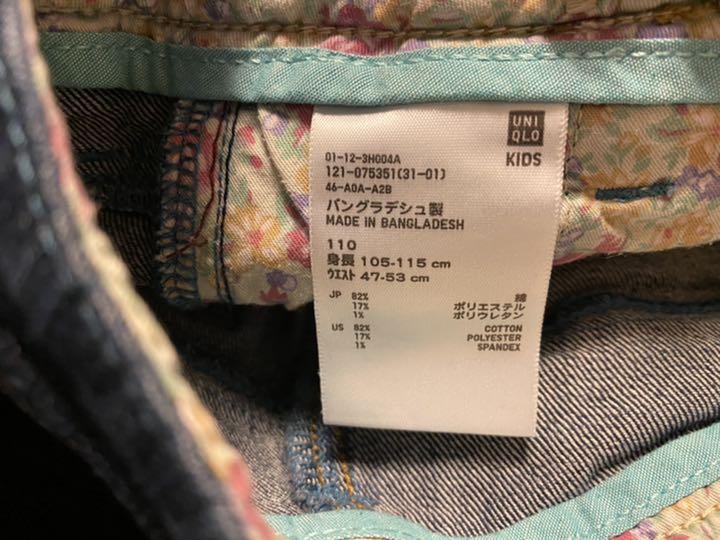 UNI
QLO
KIDS
01-12-3H004A
121-075351(31-01)
46-A0A-A2B
バングラデシュ製
MADE IN BANGLADESH
110
身長 105-115 cm
ウエスト 47-53 cm
JP 82% 綿
17% ポリエステル
1% ポリウレタン
US 82% COTTON
17% POLYESTER
1% SPANDEX